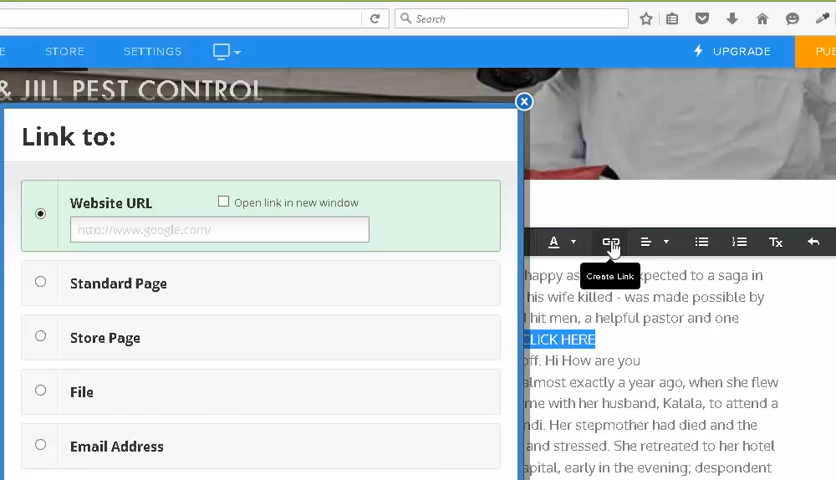 Search
E STORE SETTINGS UPGRADE PU
& JILL PEST CONTROL
Link to:
Website URL
Open link in new window
http://www.google.com/
Standard Page
Store Page
File
Email Address
A Tx
Create Link
happy as xpected to a saga in
his wife killed - was made possible by
d hit men, a helpful pastor and one
CLICK HERE
off. Hi How are you
almost exactly a year ago, when she flew
me with her husband, Kalala, to attend a
ndi. Her stepmother had died and the
and stressed. She retreated to her hotel
apital, early in the evening; despondent